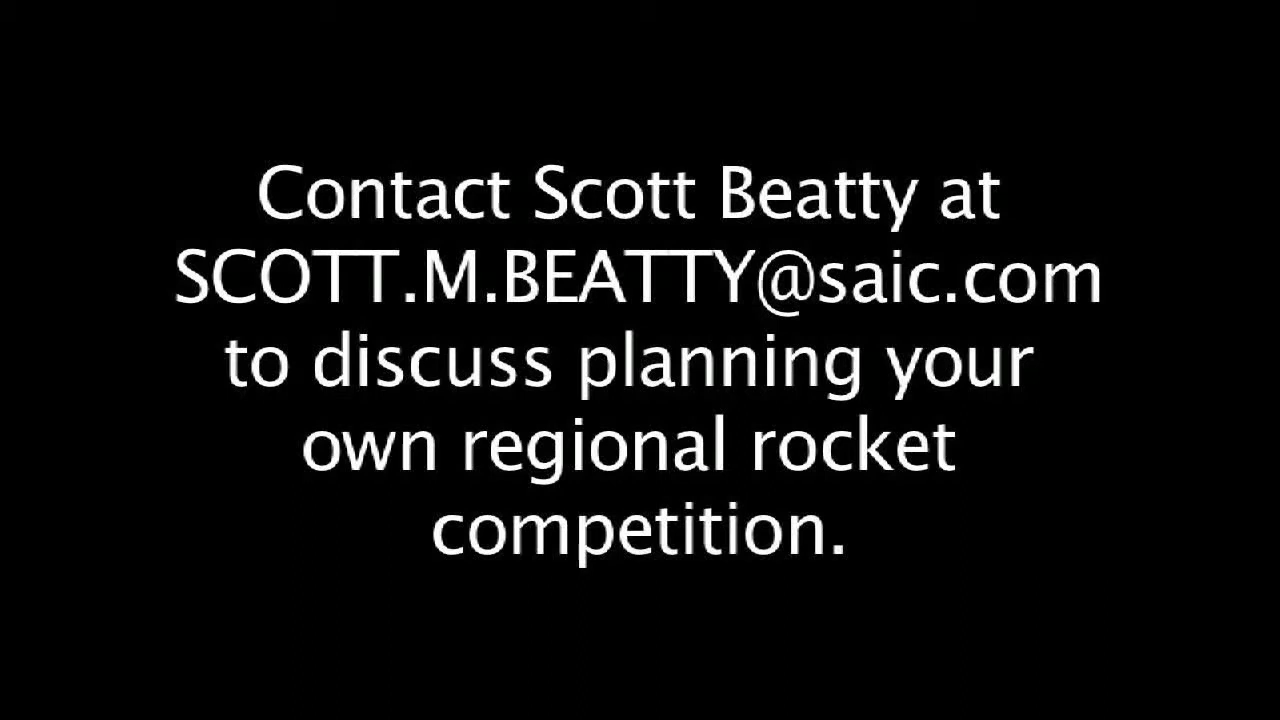 Contact Scott Beatty at
SCOTT.M.BEATTY@saic.com
to discuss planning your
own regional rocket
competition.